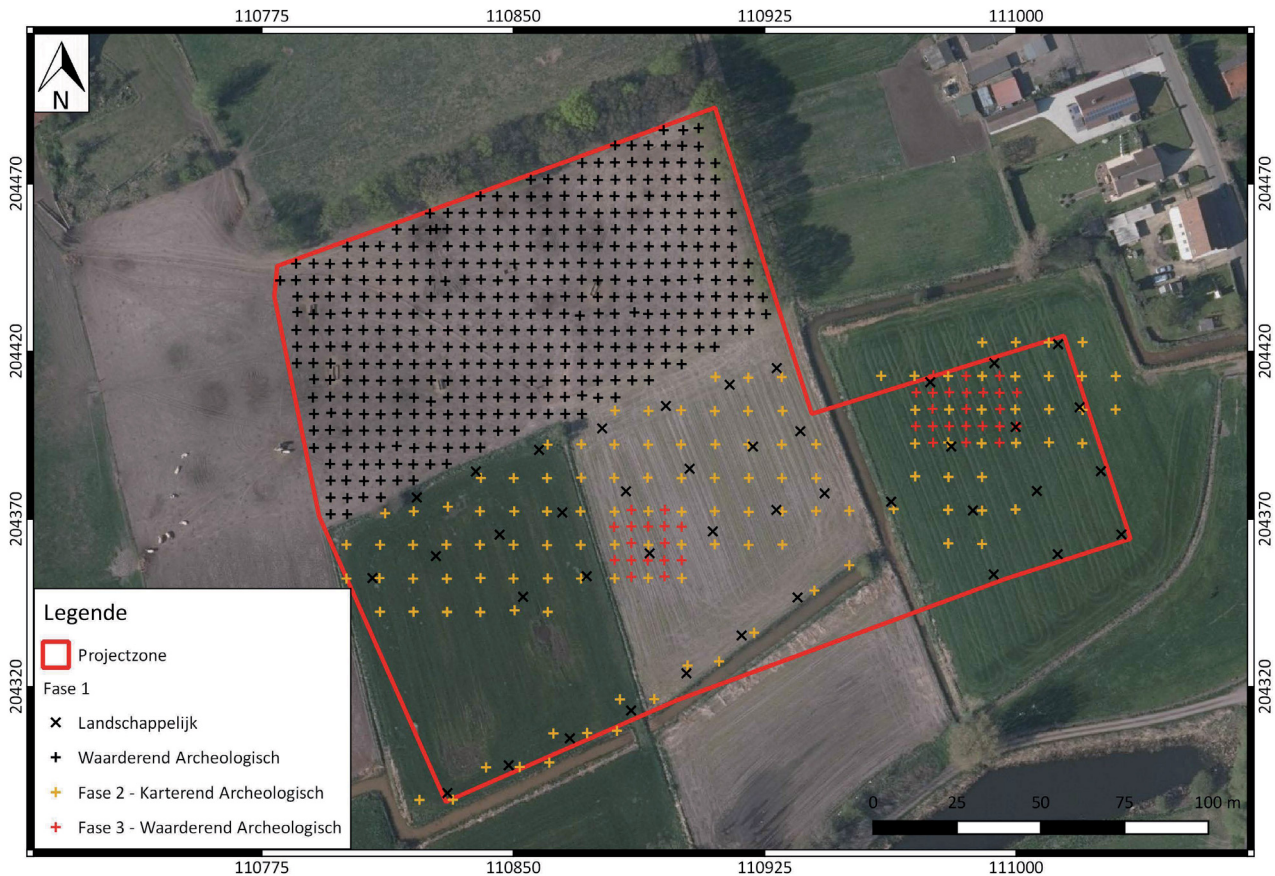 110775 110850 110925 111000
N
204470 204470
204420 204420
204370 204370
204320 204320
Legende
Projectzone
Fase 1
Landschappelijk
Waarderend Archeologisch
Fase 2 - Karterend Archeologisch
Fase 3 - Waarderend Archeologisch
0 25 50 75 100 m
110775 110850 110925 111000